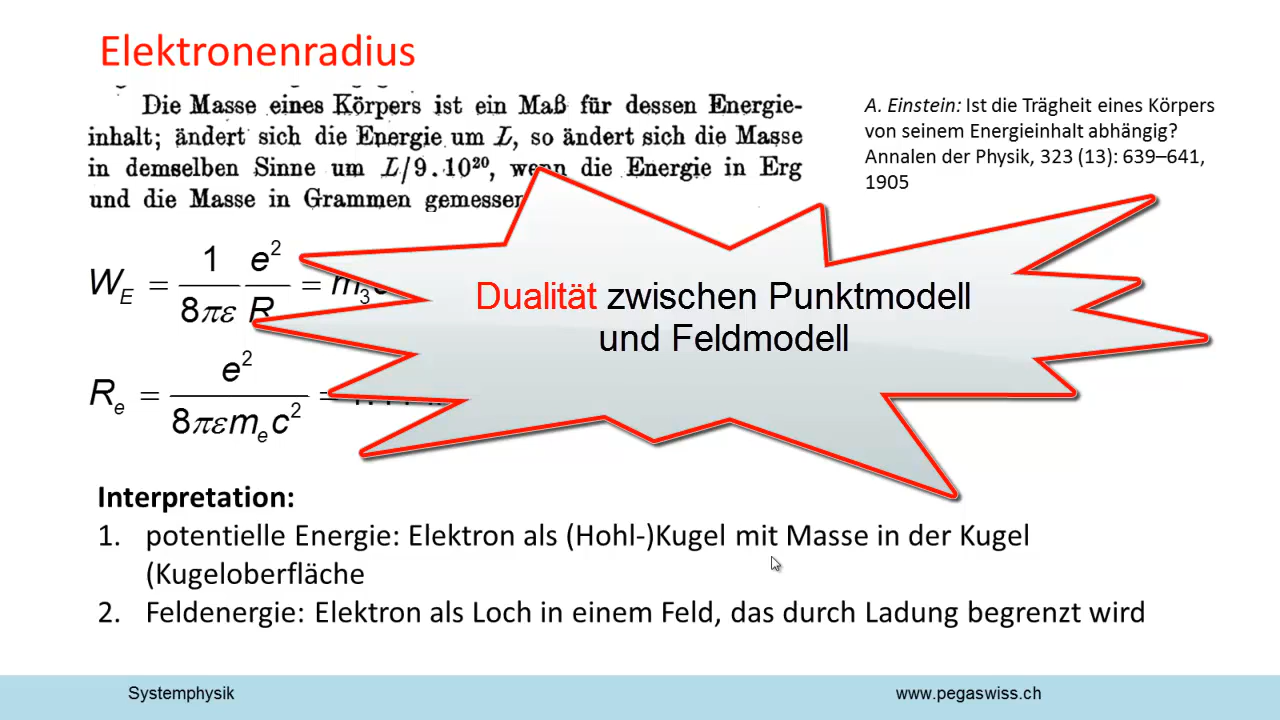 Elektronenradius
Die Masse eines Körpers ist ein Maß für dessen Energie-
inhalt; ändert sich die Energie um L, so ändert sich die Masse
in demselben Sinne um L/9.10²⁰, wenn die Energie in Erg
und die Masse in Grammen gemessen
A. Einstein: Ist die Trägheit eines Körpers
von seinem Energieinhalt abhängig?
Annalen der Physik, 323 (13): 639–641,
1905
W_E = 1/(8πε) e²/R = m
Dualität zwischen Punktmodell
und Feldmodell
R_e = e²/(8πεm_ec²) =
Interpretation:
1. potentielle Energie: Elektron als (Hohl-)Kugel mit Masse in der Kugel
(Kugeloberfläche
2. Feldenergie: Elektron als Loch in einem Feld, das durch Ladung begrenzt wird
Systemphysik
www.pegaswiss.ch